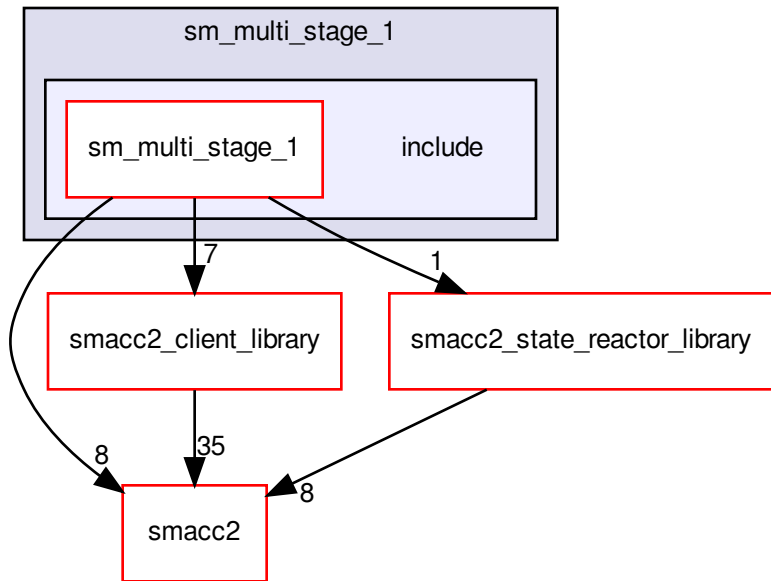 sm_multi_stage_1
sm_multi_stage_1
include
7
1
smacc2_client_library
smacc2_state_reactor_library
8
35
8
smacc2